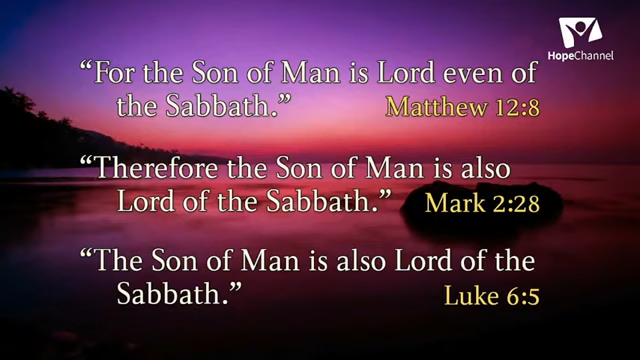 HopeChannel
“For the Son of Man is Lord even of
the Sabbath.” Matthew 12:8
“Therefore the Son of Man is also
Lord of the Sabbath.” Mark 2:28
“The Son of Man is also Lord of the
Sabbath.” Luke 6:5